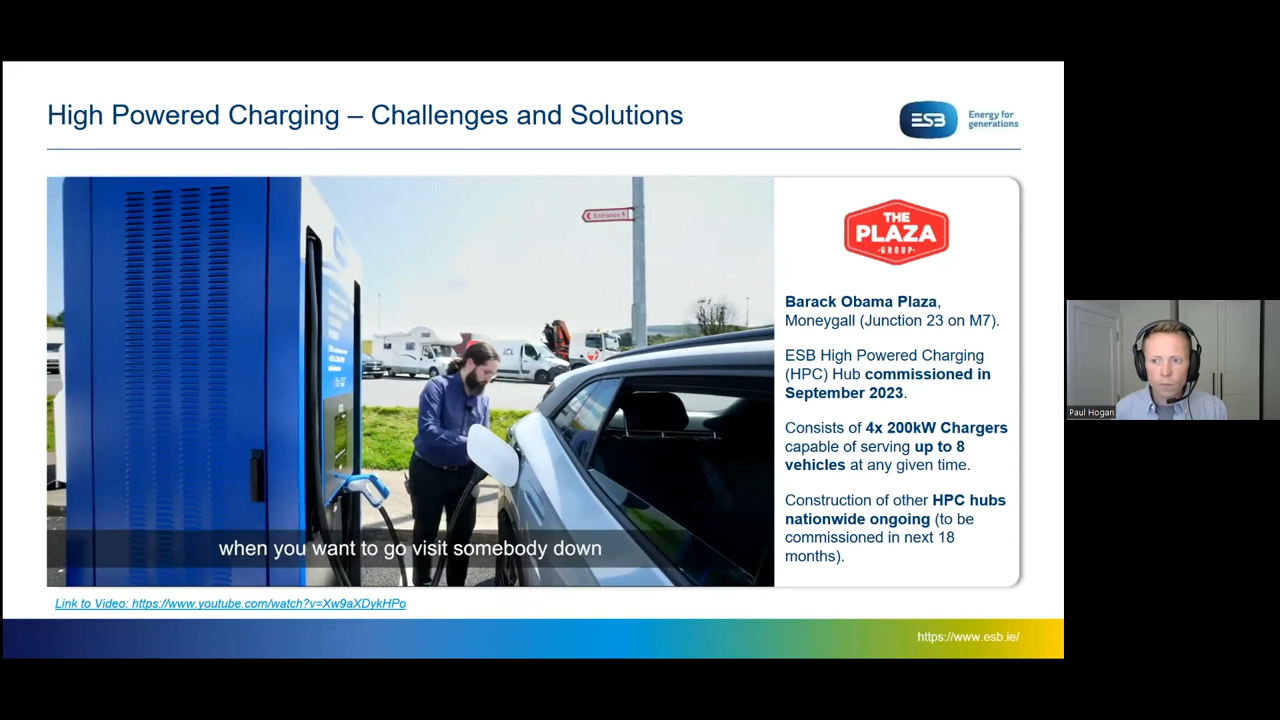 High Powered Charging – Challenges and Solutions
ESB
Energy for
generations
Entrance
LCL
THE
PLAZA
GROUP
Barack Obama Plaza,
Moneygall (Junction 23 on M7).
ESB High Powered Charging
(HPC) Hub commissioned in
September 2023.
Consists of 4x 200kW Chargers
capable of serving up to 8
vehicles at any given time.
Construction of other HPC hubs
nationwide ongoing (to be
commissioned in next 18
months).
when you want to go visit somebody down
Link to Video: https://www.youtube.com/watch?v=Xw9aXDykHPo
https://www.esb.ie/
Paul Hogan